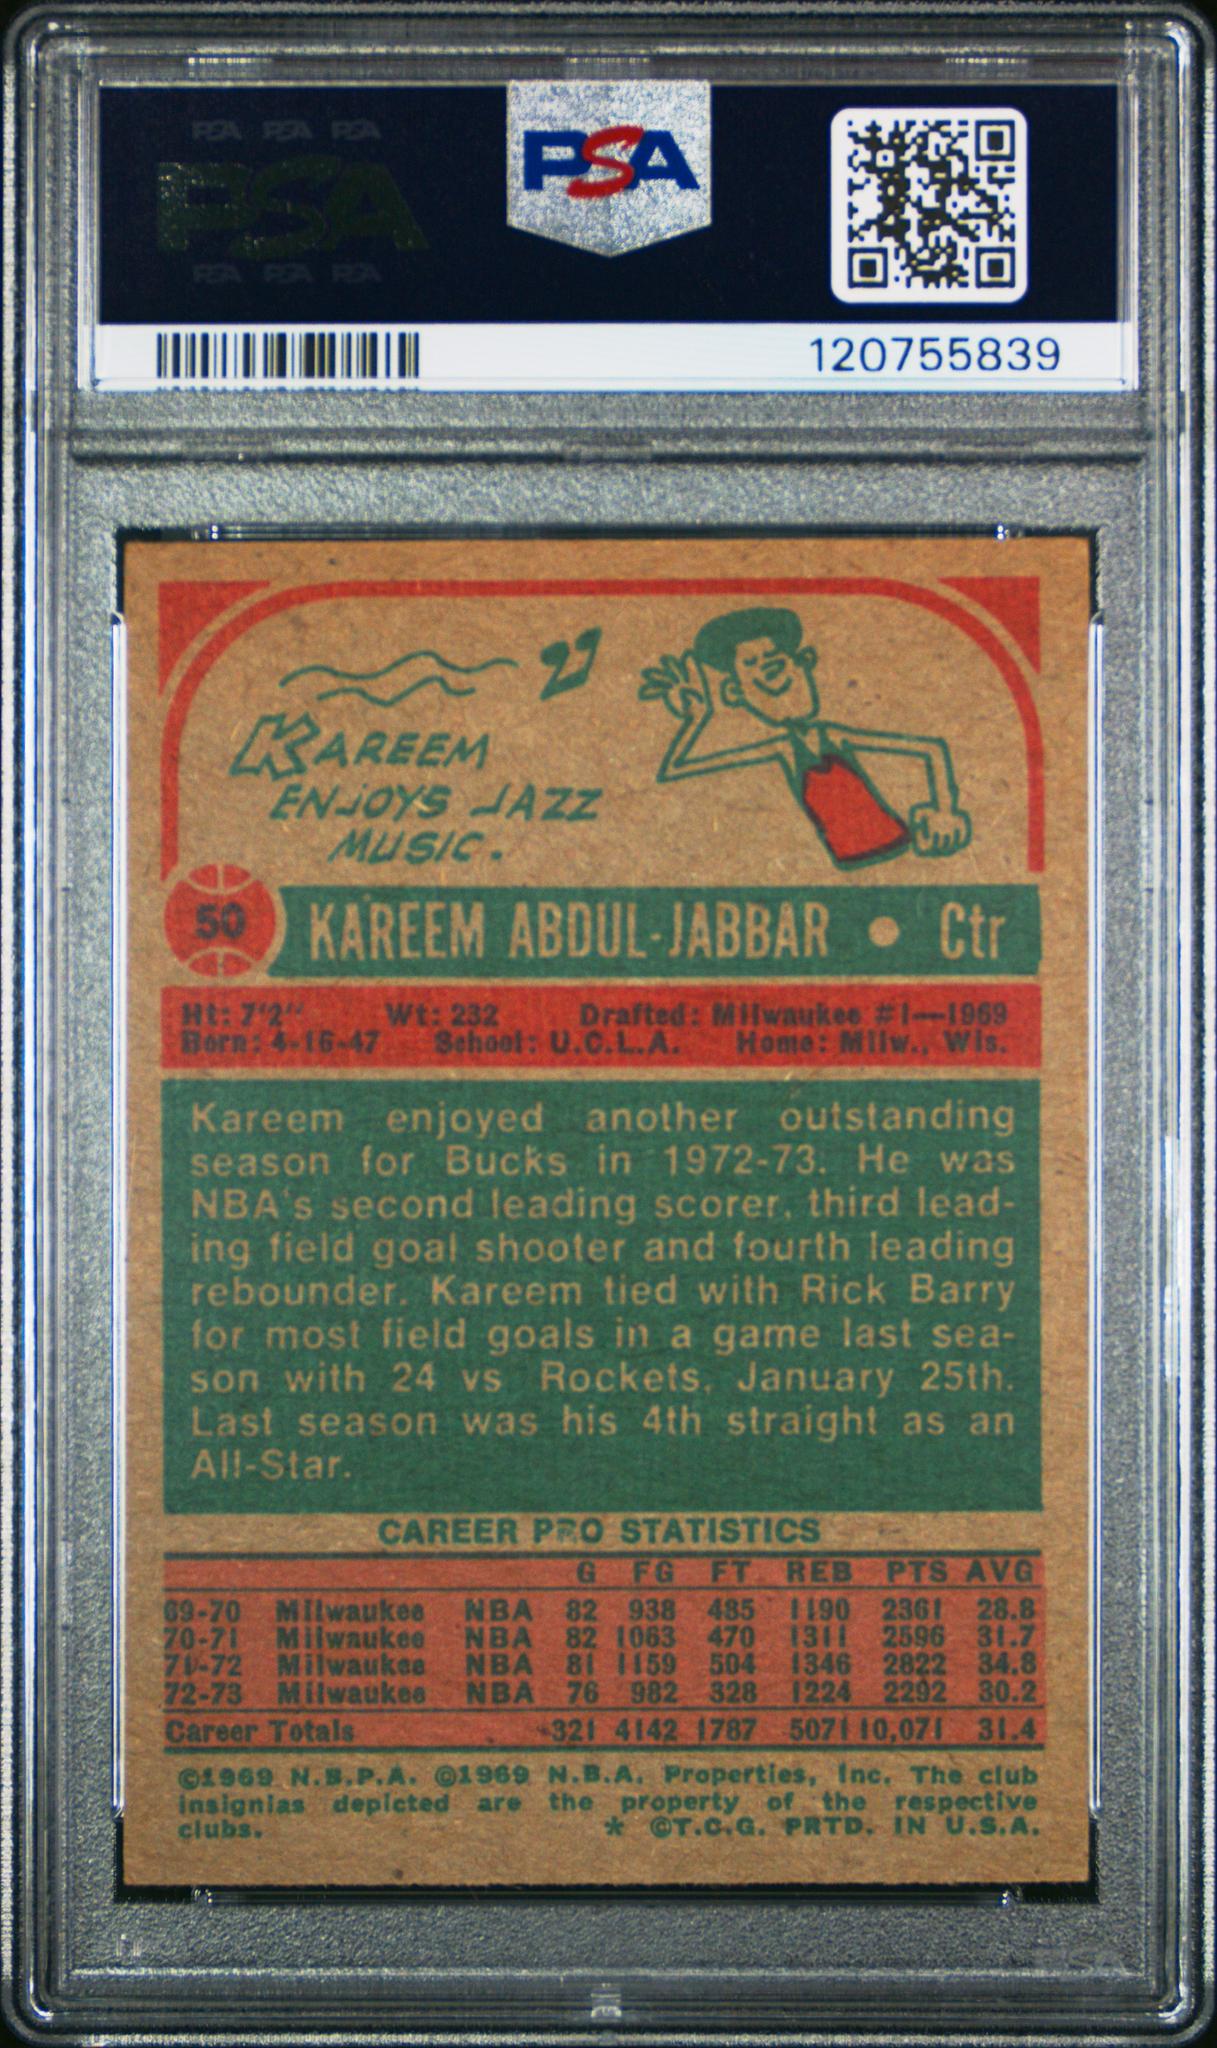 PSA PSA PSA
PSA
PSA PSA PSA
PSA
120755839
KAREEM
ENJOYS JAZZ
MUSIC.
50 KAREEM ABDUL-JABBAR • Ctr
Ht: 7'2" Wt: 232 Drafted: Milwaukee #1—1969
Born: 4-16-47 School: U.C.L.A. Home: Milw., Wis.
Kareem enjoyed another outstanding
season for Bucks in 1972-73. He was
NBA's second leading scorer, third lead-
ing field goal shooter and fourth leading
rebounder. Kareem tied with Rick Barry
for most field goals in a game last sea-
son with 24 vs Rockets, January 25th.
Last season was his 4th straight as an
All-Star.
CAREER PRO STATISTICS
G FG FT REB PTS AVG
69-70 Milwaukee NBA 82 938 485 1190 2361 28.8
70-71 Milwaukee NBA 82 1063 470 1311 2596 31.7
71-72 Milwaukee NBA 81 1159 504 1346 2822 34.8
72-73 Milwaukee NBA 76 982 328 1224 2292 30.2
Career Totals 321 4142 1787 5071 10,071 31.4
©1969 N.B.P.A. ©1969 N.B.A. Properties, Inc. The club
insignias depicted are the property of the respective
clubs. * ©T.C.G. PRTD. IN U.S.A.
PSA